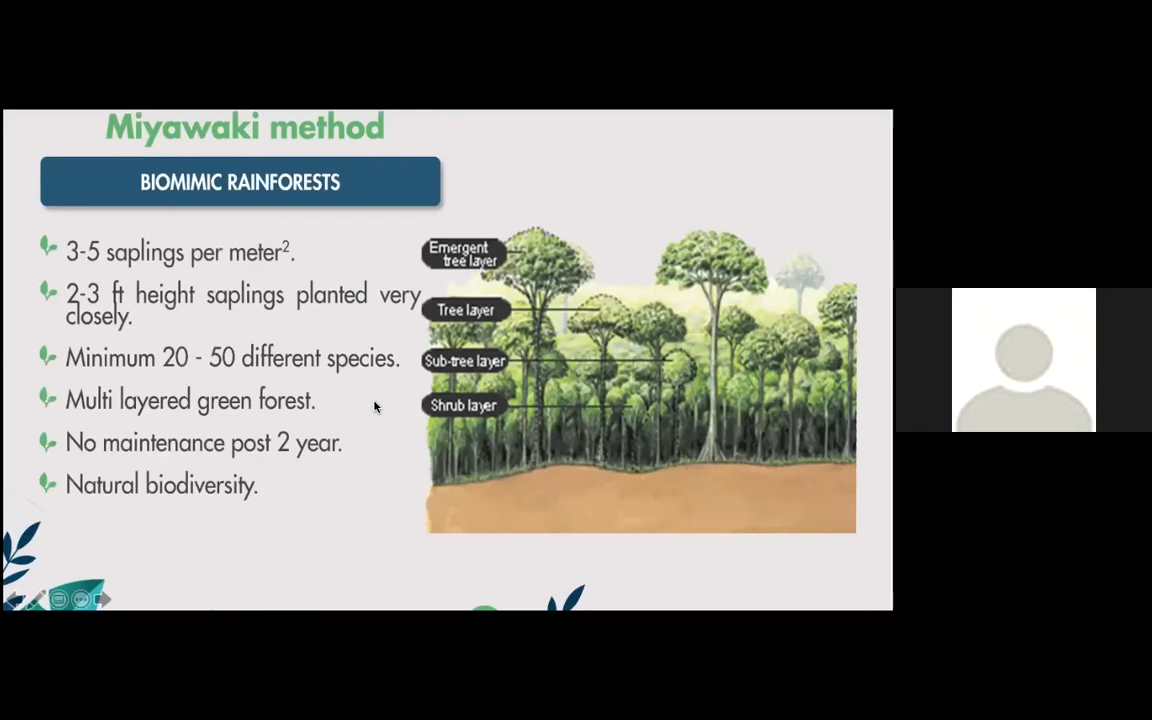 Miyawaki method
BIOMIMIC RAINFORESTS
3-5 saplings per meter².
2-3 ft height saplings planted very
closely.
Minimum 20 - 50 different species.
Multi layered green forest.
No maintenance post 2 year.
Natural biodiversity.
Emergent
tree layer
Tree layer
Sub-tree layer
Shrub layer